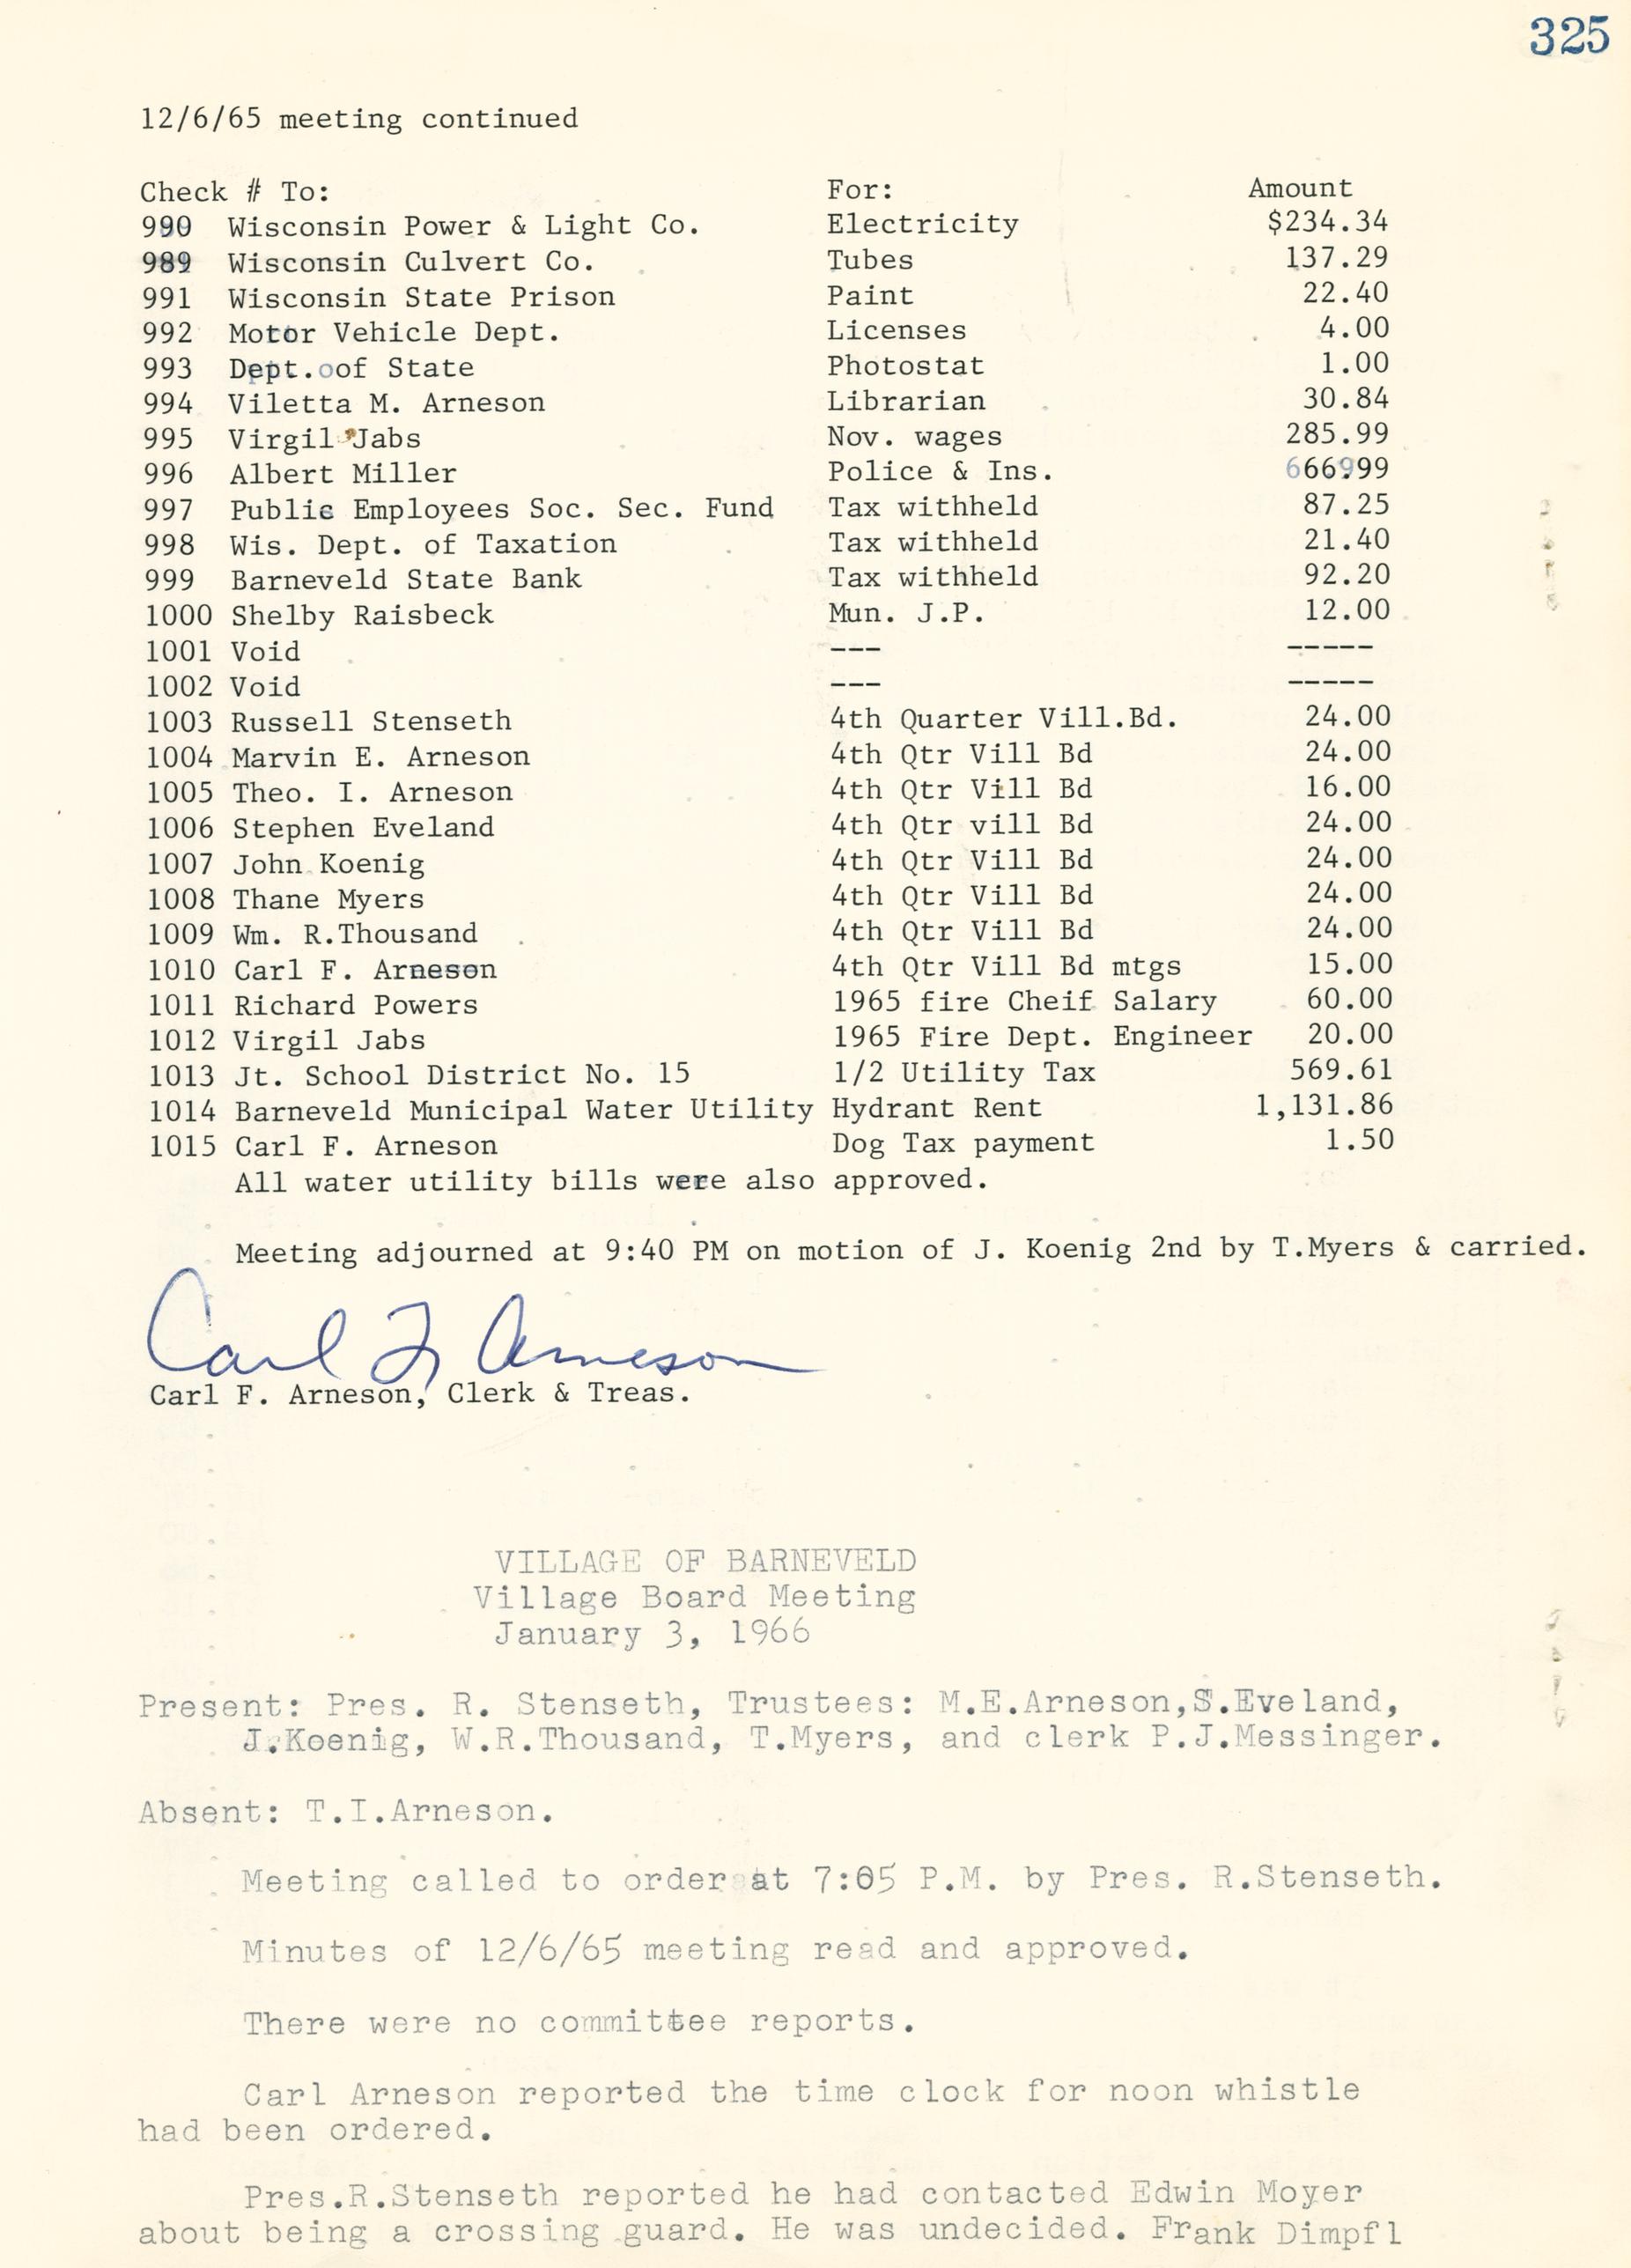 325
12/6/65 meeting continued
Check # To: For: Amount
990 Wisconsin Power & Light Co. Electricity $234.34
989 Wisconsin Culvert Co. Tubes 137.29
991 Wisconsin State Prison Paint 22.40
992 Motor Vehicle Dept. Licenses 4.00
993 Dept.oof State Photostat 1.00
994 Viletta M. Arneson Librarian 30.84
995 Virgil Jabs Nov. wages 285.99
996 Albert Miller Police & Ins.
997 Public Employees Soc. Sec. Fund Tax withheld 87.25
998 Wis. Dept. of Taxation Tax withheld 21.40
999 Barneveld State Bank Tax withheld 92.20
1000 Shelby Raisbeck Mun. J.P. 12.00
1001 Void --- -----
1002 Void --- -----
1003 Russell Stenseth 4th Quarter Vill.Bd. 24.00
1004 Marvin E. Arneson 4th Qtr Vill Bd 24.00
1005 Theo. I. Arneson 4th Qtr Vill Bd 16.00
1006 Stephen Eveland 4th Qtr vill Bd 24.00
1007 John Koenig 4th Qtr Vill Bd 24.00
1008 Thane Myers 4th Qtr Vill Bd 24.00
1009 Wm. R.Thousand 4th Qtr Vill Bd 24.00
1010 Carl F. Arneson 4th Qtr Vill Bd mtgs 15.00
1011 Richard Powers 1965 fire Cheif Salary 60.00
1012 Virgil Jabs 1965 Fire Dept. Engineer 20.00
1013 Jt. School District No. 15 1/2 Utility Tax 569.61
1014 Barneveld Municipal Water Utility Hydrant Rent 1,131.86
1015 Carl F. Arneson Dog Tax payment 1.50
All water utility bills were also approved.
Meeting adjourned at 9:40 PM on motion of J. Koenig 2nd by T.Myers & carried.
Carl F Arneson
Carl F. Arneson, Clerk & Treas.
VILLAGE OF BARNEVELD
Village Board Meeting
January 3, 1966
Present: Pres. R. Stenseth, Trustees: M.E.Arneson,S.Eveland,
J.Koenig, W.R.Thousand, T.Myers, and clerk P.J.Messinger.
Absent: T.I.Arneson.
Meeting called to order at 7:05 P.M. by Pres. R.Stenseth.
Minutes of 12/6/65 meeting read and approved.
There were no committee reports.
Carl Arneson reported the time clock for noon whistle
had been ordered.
Pres.R.Stenseth reported he had contacted Edwin Moyer
about being a crossing guard. He was undecided. Frank Dimpfl